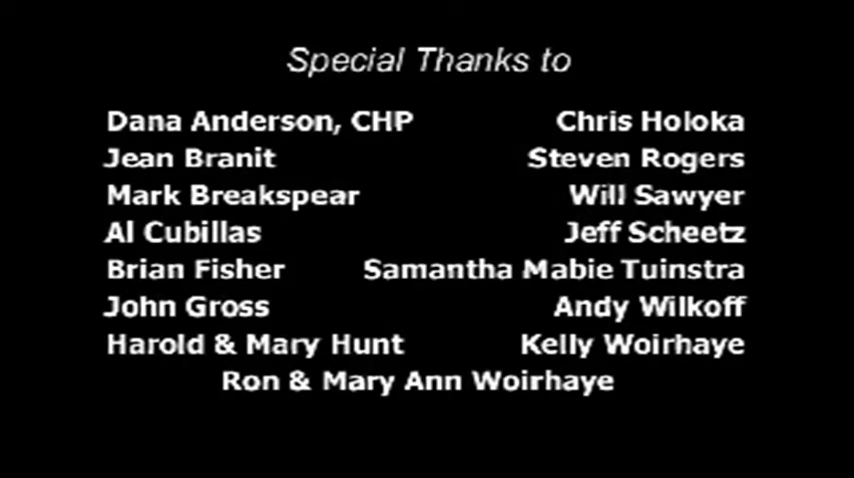 Special Thanks to
Dana Anderson, CHP Chris Holoka
Jean Branit Steven Rogers
Mark Breakspear Will Sawyer
Al Cubillas Jeff Scheetz
Brian Fisher Samantha Mabie Tuinstra
John Gross Andy Wilkoff
Harold & Mary Hunt Kelly Woirhaye
Ron & Mary Ann Woirhaye